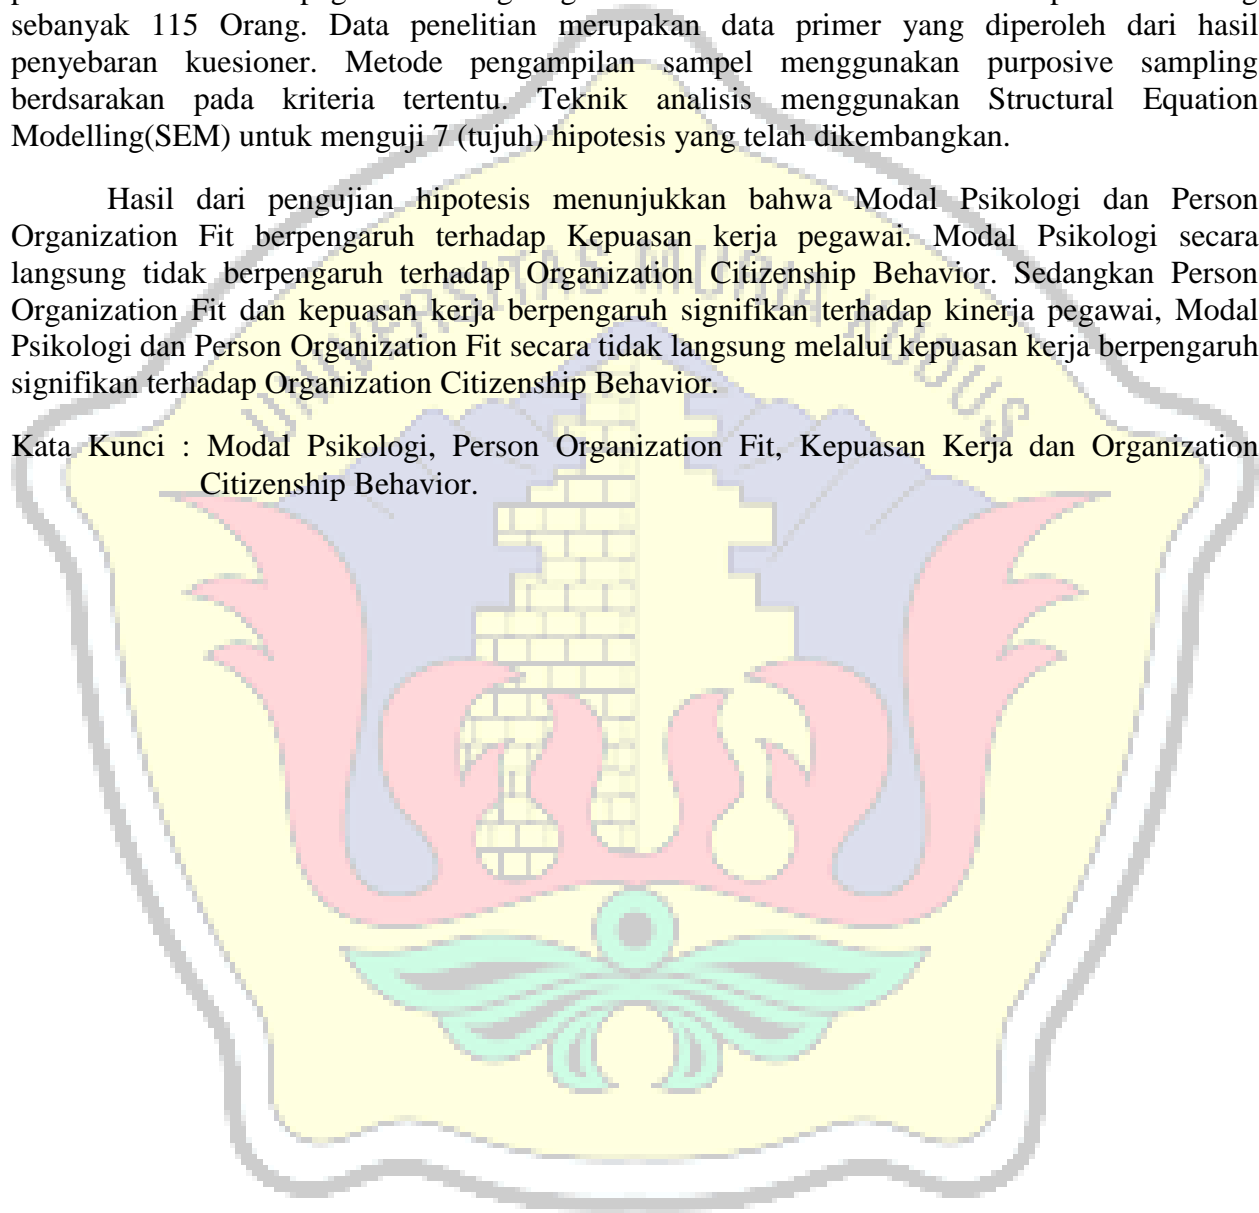 sebanyak 115 Orang. Data penelitian merupakan data primer yang diperoleh dari hasil
penyebaran kuesioner. Metode pengampilan sampel menggunakan purposive sampling
berdsarakan pada kriteria tertentu. Teknik analisis menggunakan Structural Equation
Modelling(SEM) untuk menguji 7 (tujuh) hipotesis yang telah dikembangkan.
Hasil dari pengujian hipotesis menunjukkan bahwa Modal Psikologi dan Person
Organization Fit berpengaruh terhadap Kepuasan kerja pegawai. Modal Psikologi secara
langsung tidak berpengaruh terhadap Organization Citizenship Behavior. Sedangkan Person
Organization Fit dan kepuasan kerja berpengaruh signifikan terhadap kinerja pegawai, Modal
Psikologi dan Person Organization Fit secara tidak langsung melalui kepuasan kerja berpengaruh
signifikan terhadap Organization Citizenship Behavior.
Kata Kunci : Modal Psikologi, Person Organization Fit, Kepuasan Kerja dan Organization
Citizenship Behavior.
UNIVERSITAS MURIA KUDUS